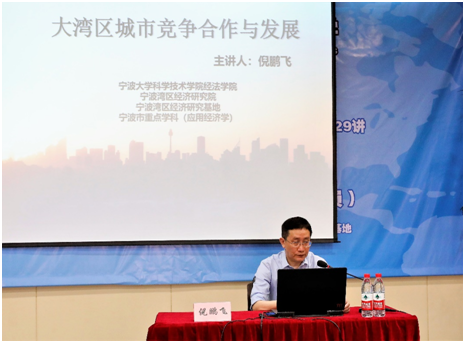 大湾区城市竞争合作与发展
主讲人：倪鹏飞
宁波大学科学技术学院经法学院
宁波湾区经济研究院
宁波湾区经济研究基地
宁波市重点学科（应用经济学）
29讲
）
基地
倪鹏飞